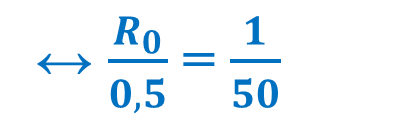 ↔ R₀/0,5 = 1/50